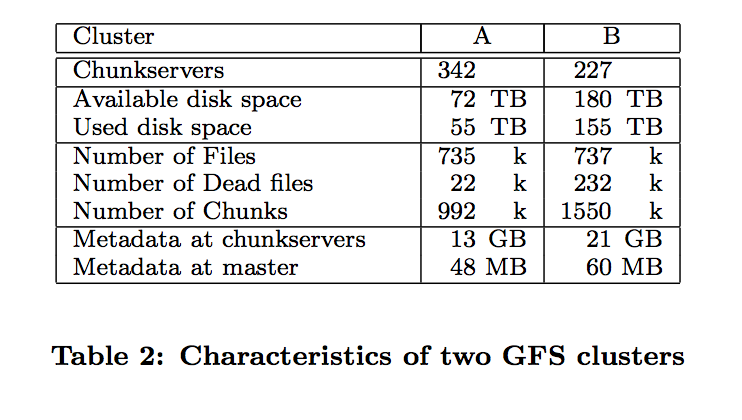 Cluster A B
Chunkservers 342 227
Available disk space 72 TB 180 TB
Used disk space 55 TB 155 TB
Number of Files 735 k 737 k
Number of Dead files 22 k 232 k
Number of Chunks 992 k 1550 k
Metadata at chunkservers 13 GB 21 GB
Metadata at master 48 MB 60 MB
Table 2: Characteristics of two GFS clusters